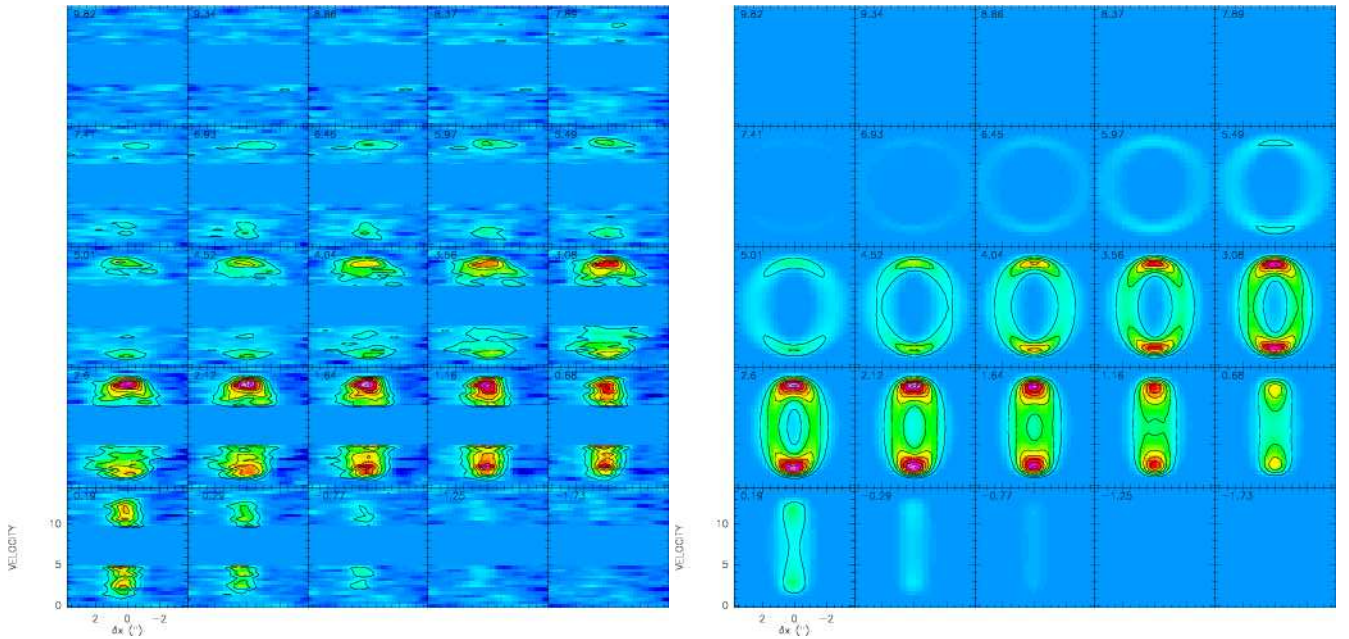 9.82 9.34 8.86 8.37 7.89
7.41 6.93 6.45 5.97 5.49
5.01 4.52 4.04 3.56 3.08
2.6 2.12 1.64 1.16 0.68
0.19 −0.29 −0.77 −1.25 −1.73
VELOCITY
10
5
0
2 0 −2
δx (")
9.82 9.34 8.86 8.37 7.89
7.41 6.93 6.45 5.97 5.49
5.01 4.52 4.04 3.56 3.08
2.6 2.12 1.64 1.16 0.68
0.19 −0.29 −0.77 −1.25 −1.73
VELOCITY
10
5
0
2 0 −2
δx (")